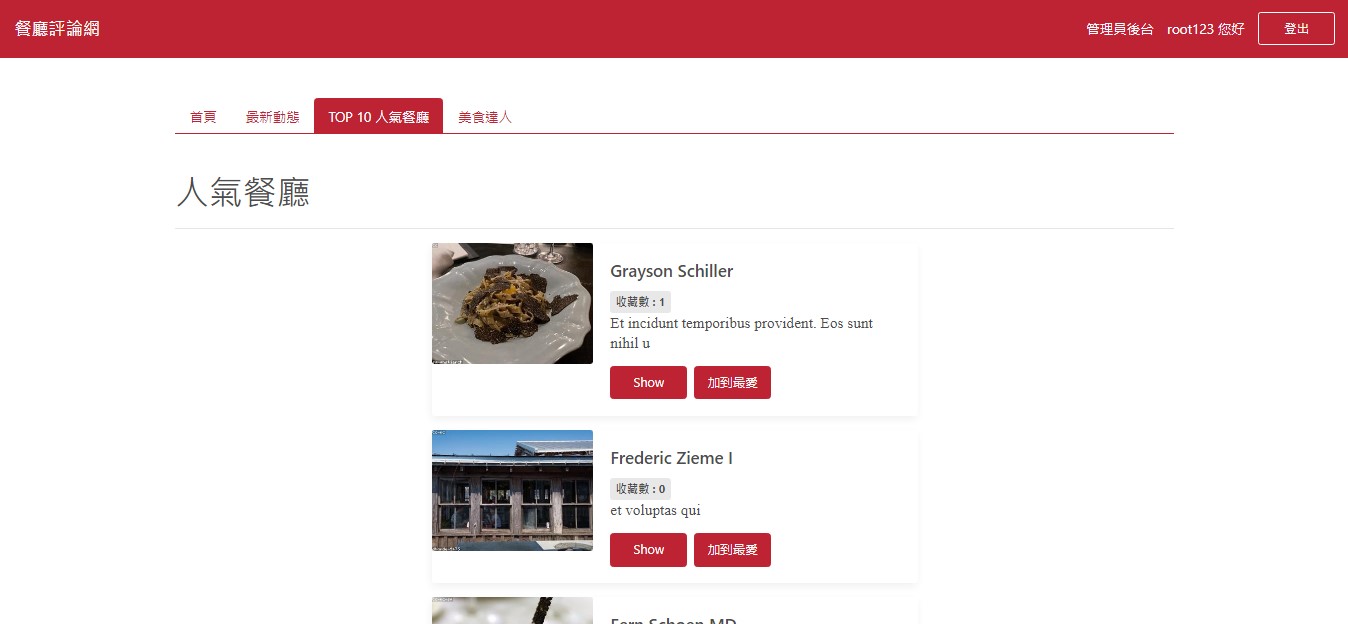 餐廳評論網
管理員後台 root123 您好 登出
首頁 最新動態 TOP 10 人氣餐廳 美食達人
人氣餐廳
Grayson Schiller
收藏數 : 1
Et incidunt temporibus provident. Eos sunt
nihil u
Show 加到最愛
Frederic Zieme I
收藏數 : 0
et voluptas qui
Show 加到最愛
Fern Schoen MD